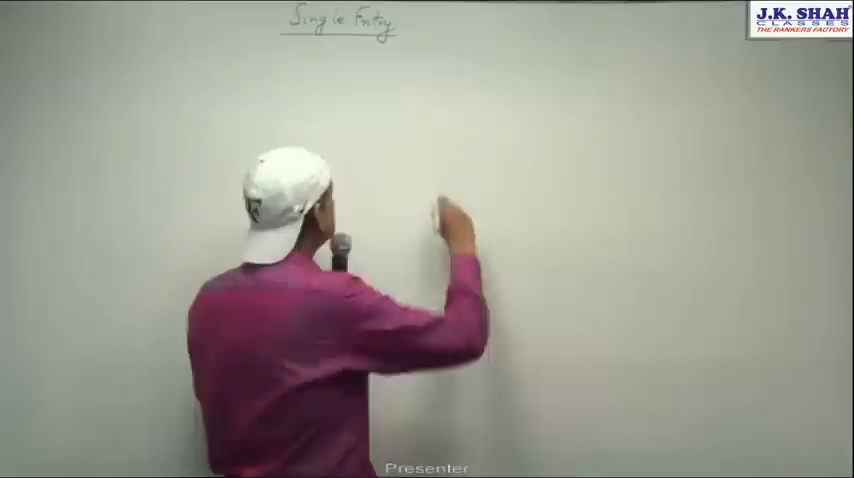 Single Entry
J.K. SHAH
CLASSES
THE RANKERS FACTORY
Presenter